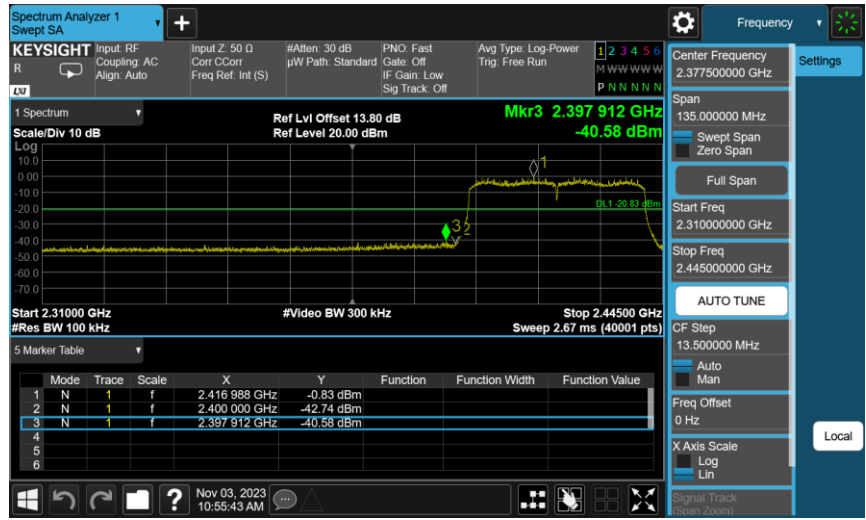 Spectrum Analyzer 1
Swept SA
+
Frequency
KEYSIGHT
R
LXI
Input: RF
Coupling: AC
Align: Auto
Input Z: 50 Ω
Corr CCorr
Freq Ref: Int (S)
#Atten: 30 dB
µW Path: Standard
PNO: Fast
Gate: Off
IF Gain: Low
Sig Track: Off
Avg Type: Log-Power
Trig: Free Run
1 2 3 4 5 6
M W W W W W
P N N N N N
1 Spectrum
Scale/Div 10 dB
Ref Lvl Offset 13.80 dB
Ref Level 20.00 dBm
Mkr3 2.397 912 GHz
-40.58 dBm
Log
10.0
0.00
-10.0
-20.0
-30.0
-40.0
-50.0
-60.0
-70.0
1
DL1 -20.83 dBm
3
2
Start 2.31000 GHz
#Res BW 100 kHz
#Video BW 300 kHz
Stop 2.44500 GHz
Sweep 2.67 ms (40001 pts)
5 Marker Table
Mode Trace Scale X Y Function Function Width Function Value
1 N 1 f 2.416 988 GHz -0.83 dBm
2 N 1 f 2.400 000 GHz -42.74 dBm
3 N 1 f 2.397 912 GHz -40.58 dBm
4
5
6
Nov 03, 2023
10:55:43 AM
?
Center Frequency
2.377500000 GHz
Settings
Span
135.000000 MHz
Swept Span
Zero Span
Full Span
Start Freq
2.310000000 GHz
Stop Freq
2.445000000 GHz
AUTO TUNE
CF Step
13.500000 MHz
Auto
Man
Freq Offset
0 Hz
Local
X Axis Scale
Log
Lin
Signal Track
(Span Zoom)